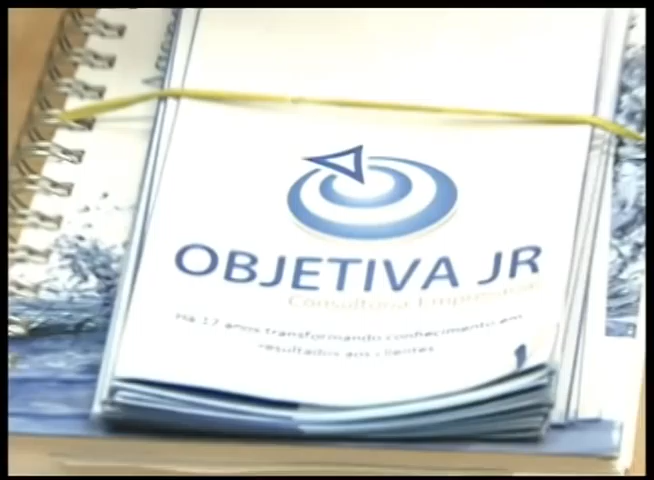 OBJETIVA JR
Consultoria Empresarial
Há 17 anos transformando conhecimento em
resultados aos clientes